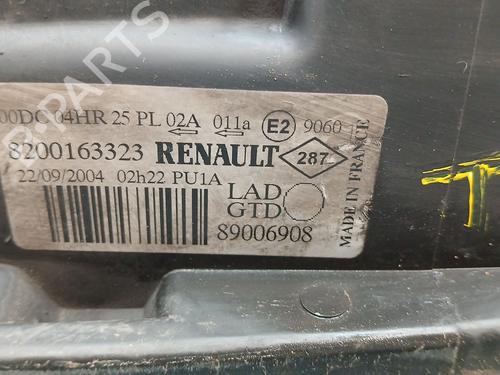 00DC 04HR 25 PL 02A 011a E2 9060
8200163323 RENAULT 287
22/09/2004 02h22 PU1A LAD
GTD
89006908
MADE IN FRANCE